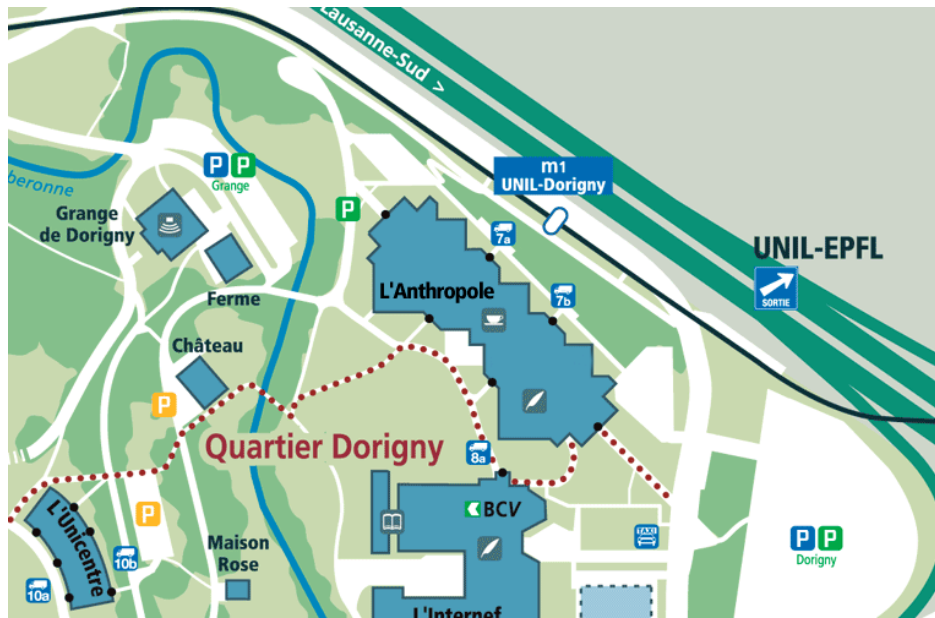 Lausanne-Sud >
m1
UNIL-Dorigny
beronne
P P
Grange
Grange
de Dorigny
P
7a
UNIL-EPFL
SORTIE
Ferme
L'Anthropole
7b
Château
P
Quartier Dorigny
8a
BCV
L'Unicentre
P
TAXI
P P
Dorigny
Maison
Rose
10b
10a
L'Internef